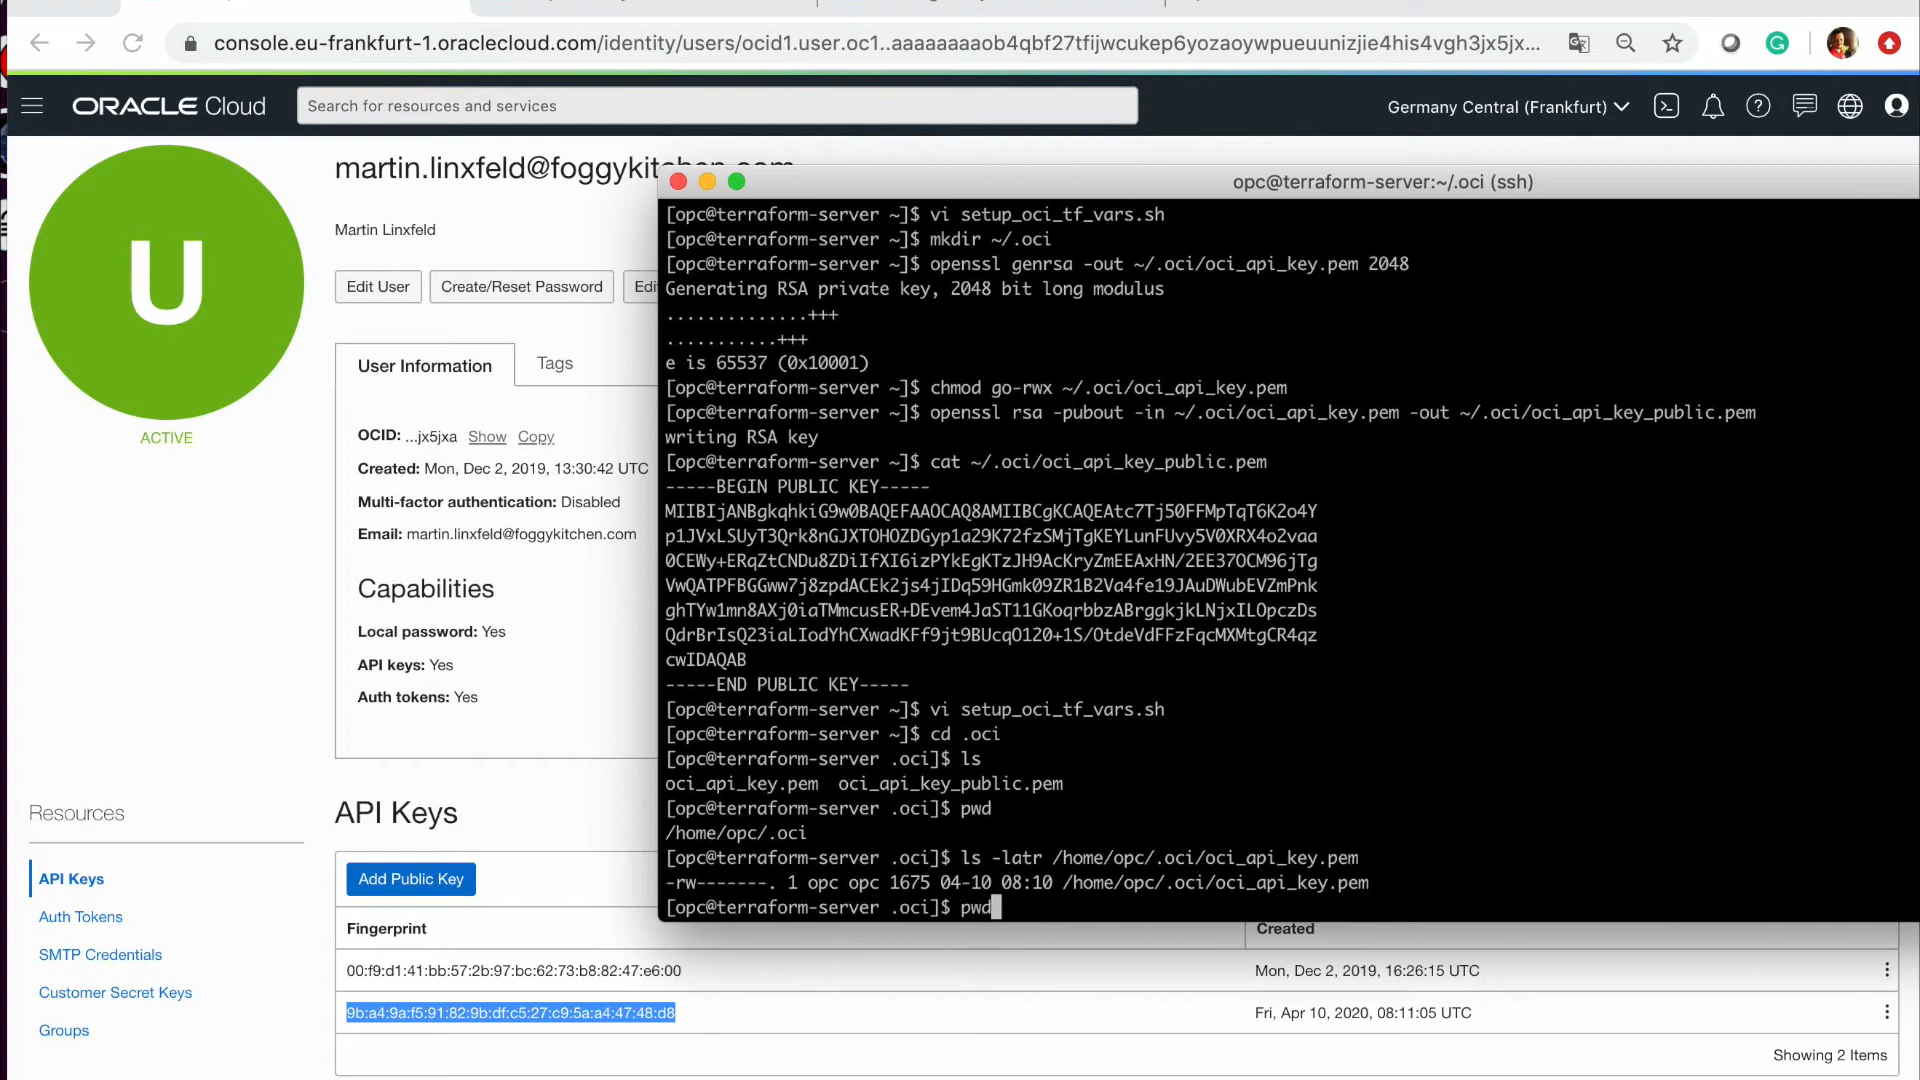 console.eu-frankfurt-1.oraclecloud.com/identity/users/ocid1.user.oc1..aaaaaaaaob4qbf27tfijwcukep6yozaoywpueuunizjie4his4vgh3jx5jx...
ORACLE Cloud
Search for resources and services
Germany Central (Frankfurt)
U
ACTIVE
martin.linxfeld@foggykitchen.com
Martin Linxfeld
Edit User
Create/Reset Password
Edi
User Information
Tags
OCID: ...jx5jxa Show Copy
Created: Mon, Dec 2, 2019, 13:30:42 UTC
Multi-factor authentication: Disabled
Email: martin.linxfeld@foggykitchen.com
Capabilities
Local password: Yes
API keys: Yes
Auth tokens: Yes
opc@terraform-server:~/.oci (ssh)
[opc@terraform-server ~]$ vi setup_oci_tf_vars.sh
[opc@terraform-server ~]$ mkdir ~/.oci
[opc@terraform-server ~]$ openssl genrsa -out ~/.oci/oci_api_key.pem 2048
Generating RSA private key, 2048 bit long modulus
..............+++
...........+++
e is 65537 (0x10001)
[opc@terraform-server ~]$ chmod go-rwx ~/.oci/oci_api_key.pem
[opc@terraform-server ~]$ openssl rsa -pubout -in ~/.oci/oci_api_key.pem -out ~/.oci/oci_api_key_public.pem
writing RSA key
[opc@terraform-server ~]$ cat ~/.oci/oci_api_key_public.pem
-----BEGIN PUBLIC KEY-----
MIIBIjANBgkqhkiG9w0BAQEFAAOCAQ8AMIIBCgKCAQEAtc7Tj50FFMpTqT6K2o4Y
p1JVxLSUyT3Qrk8nGJXTOHOZDGyp1a29K72fzSMjTgKEYLunFUvy5V0XRX4o2vaa
0CEWy+ERqZtCNDu8ZDiIfXI6izPYkEgKTzJH9AcKryZmEEAxHN/2EE37OCM96jTg
VwQATPFBGGww7j8zpdACEk2js4jIDq59HGmk09ZR1B2Va4fe19JAuDWubEVZmPnk
ghTYw1mn8AXj0iaTMmcusER+DEvem4JaST11GKoqrbbzABrggkjkLNjxILOpczDs
QdrBrIsQ23iaLIodYhCXwadKFf9jt9BUcqO120+1S/OtdeVdFFzFqcMXMtgCR4qz
cwIDAQAB
-----END PUBLIC KEY-----
[opc@terraform-server ~]$ vi setup_oci_tf_vars.sh
[opc@terraform-server ~]$ cd .oci
[opc@terraform-server .oci]$ ls
oci_api_key.pem  oci_api_key_public.pem
[opc@terraform-server .oci]$ pwd
/home/opc/.oci
[opc@terraform-server .oci]$ ls -latr /home/opc/.oci/oci_api_key.pem
-rw-------. 1 opc opc 1675 04-10 08:10 /home/opc/.oci/oci_api_key.pem
[opc@terraform-server .oci]$ pwd
Resources
API Keys
Auth Tokens
SMTP Credentials
Customer Secret Keys
Groups
API Keys
Add Public Key
Fingerprint Created
00:f9:d1:41:bb:57:2b:97:bc:62:73:b8:82:47:e6:00 Mon, Dec 2, 2019, 16:26:15 UTC
9b:a4:9a:f5:91:82:9b:df:c5:27:c9:5a:a4:47:48:d8 Fri, Apr 10, 2020, 08:11:05 UTC
Showing 2 Items